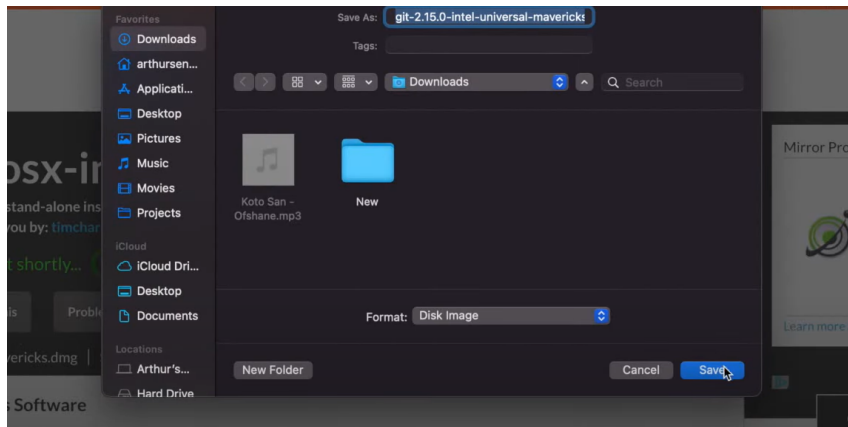 Favorites
Downloads
arthursen...
Applicati...
Desktop
Pictures
Music
Movies
Projects
iCloud
iCloud Dri...
Desktop
Documents
Locations
Arthur's...
Hard Drive
Save As: git-2.15.0-intel-universal-mavericks
Tags:
Downloads
Search
Koto San -
Ofshane.mp3
New
Format: Disk Image
New Folder
Cancel
Save
osx-in
stand-alone ins
you by: timchar
t shortly...
is
Proble
vericks.dmg |
s Software
Mirror Pro
Learn more